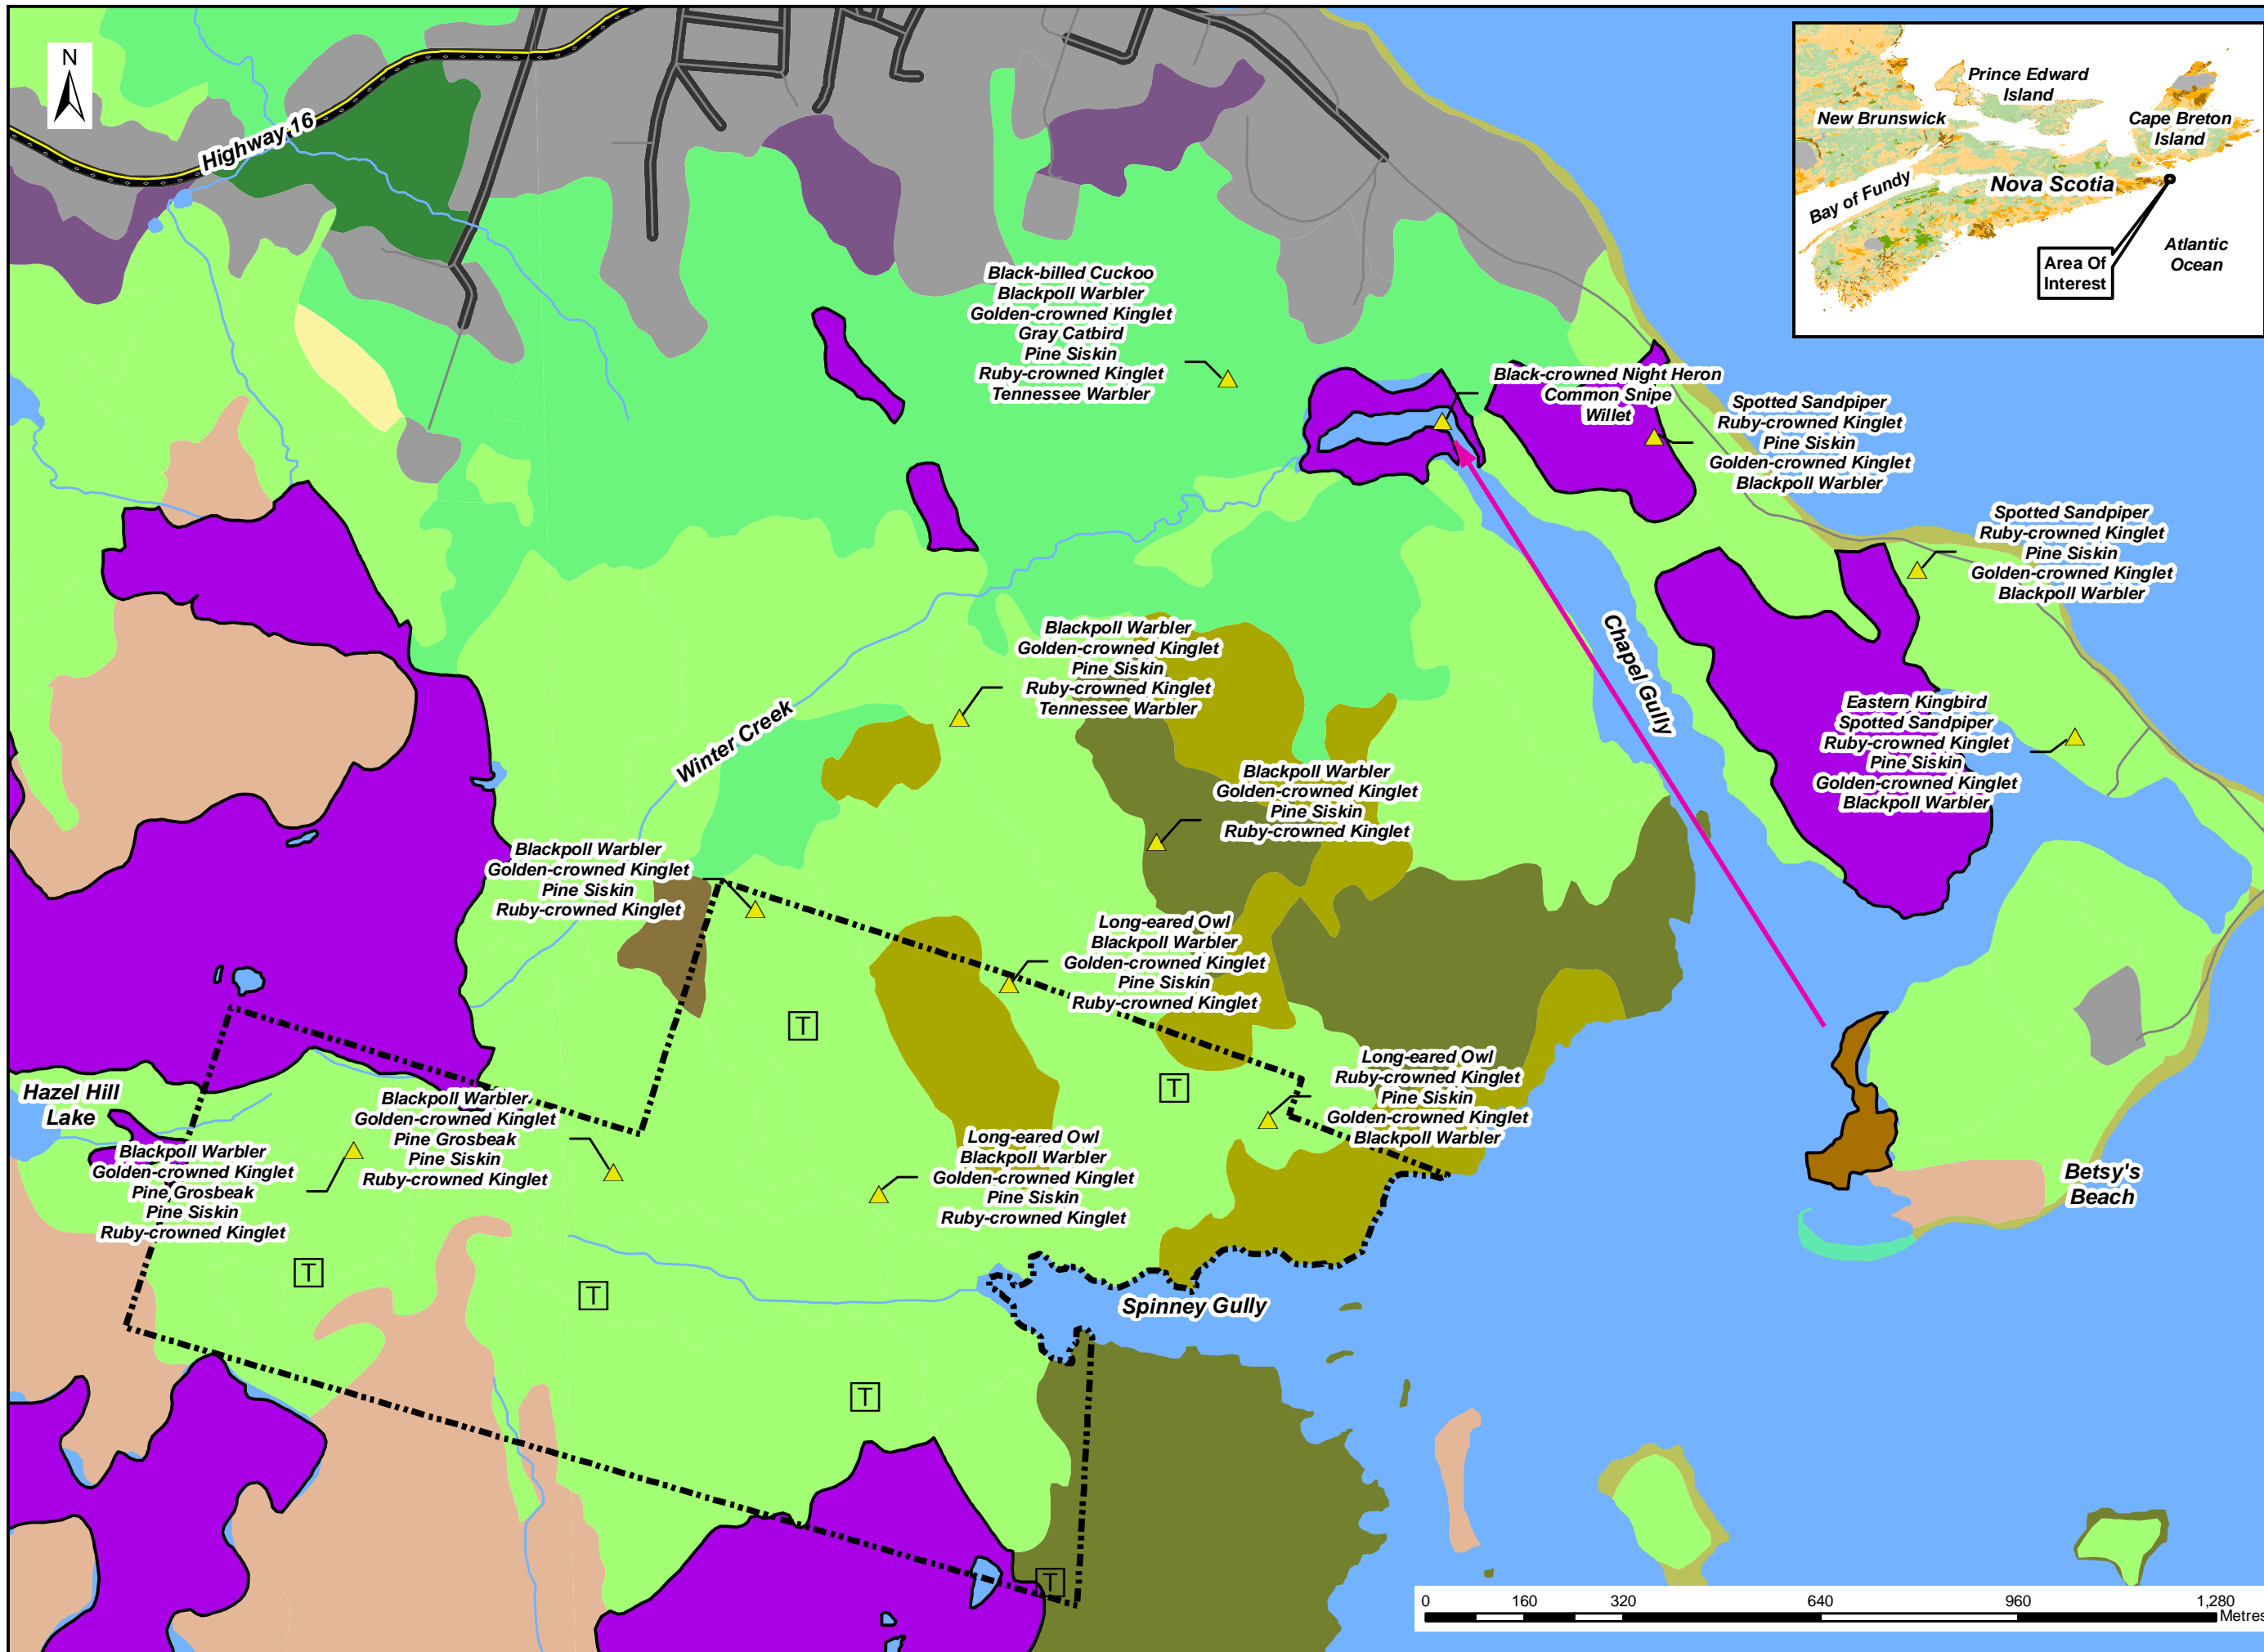 N
Highway 16
Prince Edward
Island
New Brunswick
Cape Breton
Island
Nova Scotia
Bay of Fundy
Area Of
Interest
Atlantic
Ocean
Black-billed Cuckoo
Blackpoll Warbler
Golden-crowned Kinglet
Gray Catbird
Pine Siskin
Ruby-crowned Kinglet
Tennessee Warbler
Black-crowned Night Heron
Common Snipe
Willet
Spotted Sandpiper
Ruby-crowned Kinglet
Pine Siskin
Golden-crowned Kinglet
Blackpoll Warbler
Spotted Sandpiper
Ruby-crowned Kinglet
Pine Siskin
Golden-crowned Kinglet
Blackpoll Warbler
Blackpoll Warbler
Golden-crowned Kinglet
Pine Siskin
Ruby-crowned Kinglet
Tennessee Warbler
Chapel Gully
Winter Creek
Eastern Kingbird
Spotted Sandpiper
Ruby-crowned Kinglet
Pine Siskin
Golden-crowned Kinglet
Blackpoll Warbler
Blackpoll Warbler
Golden-crowned Kinglet
Pine Siskin
Ruby-crowned Kinglet
Blackpoll Warbler
Golden-crowned Kinglet
Pine Siskin
Ruby-crowned Kinglet
Long-eared Owl
Blackpoll Warbler
Golden-crowned Kinglet
Pine Siskin
Ruby-crowned Kinglet
T
T
Long-eared Owl
Ruby-crowned Kinglet
Pine Siskin
Golden-crowned Kinglet
Blackpoll Warbler
Hazel Hill
Lake
Blackpoll Warbler
Golden-crowned Kinglet
Pine Grosbeak
Pine Siskin
Ruby-crowned Kinglet
Blackpoll Warbler
Golden-crowned Kinglet
Pine Grosbeak
Pine Siskin
Ruby-crowned Kinglet
Long-eared Owl
Blackpoll Warbler
Golden-crowned Kinglet
Pine Siskin
Ruby-crowned Kinglet
Betsy's
Beach
T
T
Spinney Gully
T
T
0 160 320 640 960 1,280
Metres